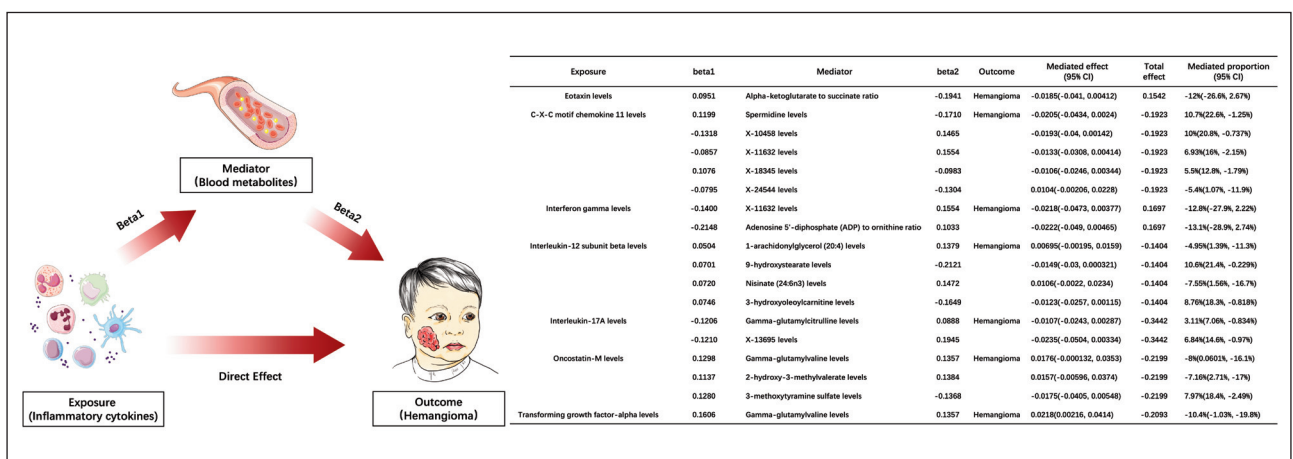 Mediator
(Blood metabolites)
Beta1
Beta2
Direct Effect
Exposure
(Inflammatory cytokines)
Outcome
(Hemangioma)
Exposure beta1 Mediator beta2 Outcome Mediated effect (95% CI) Total effect Mediated proportion (95% CI)
Eotaxin levels 0.0951 Alpha-ketoglutarate to succinate ratio -0.1941 Hemangioma -0.0185(-0.041, 0.00412) 0.1542 -12%(-26.6%, 2.67%)
C-X-C motif chemokine 11 levels 0.1199 Spermidine levels -0.1710 Hemangioma -0.0205(-0.0434, 0.0024) -0.1923 10.7%(22.6%, -1.25%)
-0.1318 X-10458 levels 0.1465 -0.0193(-0.04, 0.00142) -0.1923 10%(20.8%, -0.737%)
-0.0857 X-11632 levels 0.1554 -0.0133(-0.0308, 0.00414) -0.1923 6.93%(16%, -2.15%)
0.1076 X-18345 levels -0.0983 -0.0106(-0.0246, 0.00344) -0.1923 5.5%(12.8%, -1.79%)
-0.0795 X-24544 levels -0.1304 0.0104(-0.00206, 0.0228) -0.1923 -5.4%(1.07%, -11.9%)
Interferon gamma levels -0.1400 X-11632 levels 0.1554 Hemangioma -0.0218(-0.0473, 0.00377) 0.1697 -12.8%(-27.9%, 2.22%)
-0.2148 Adenosine 5'-diphosphate (ADP) to ornithine ratio 0.1033 -0.0222(-0.049, 0.00465) 0.1697 -13.1%(-28.9%, 2.74%)
Interleukin-12 subunit beta levels 0.0504 1-arachidonylglycerol (20:4) levels 0.1379 Hemangioma 0.00695(-0.00195, 0.0159) -0.1404 -4.95%(1.39%, -11.3%)
0.0701 9-hydroxystearate levels -0.2121 -0.0149(-0.03, 0.000321) -0.1404 10.6%(21.4%, -0.229%)
0.0720 Nisinate (24:6n3) levels 0.1472 0.0106(-0.0022, 0.0234) -0.1404 -7.55%(1.56%, -16.7%)
0.0746 3-hydroxyoleoylcarnitine levels -0.1649 -0.0123(-0.0257, 0.00115) -0.1404 8.76%(18.3%, -0.818%)
Interleukin-17A levels -0.1206 Gamma-glutamylcitrulline levels 0.0888 Hemangioma -0.0107(-0.0243, 0.00287) -0.3442 3.11%(7.06%, -0.834%)
-0.1210 X-13695 levels 0.1945 -0.0235(-0.0504, 0.00334) -0.3442 6.84%(14.6%, -0.97%)
Oncostatin-M levels 0.1298 Gamma-glutamylvaline levels 0.1357 Hemangioma 0.0176(-0.000132, 0.0353) -0.2199 -8%(0.0601%, -16.1%)
0.1137 2-hydroxy-3-methylvalerate levels 0.1384 0.0157(-0.00596, 0.0374) -0.2199 -7.16%(2.71%, -17%)
0.1280 3-methoxytyramine sulfate levels -0.1368 -0.0175(-0.0405, 0.00548) -0.2199 7.97%(18.4%, -2.49%)
Transforming growth factor-alpha levels 0.1606 Gamma-glutamylvaline levels 0.1357 Hemangioma 0.0218(0.00216, 0.0414) -0.2093 -10.4%(-1.03%, -19.8%)